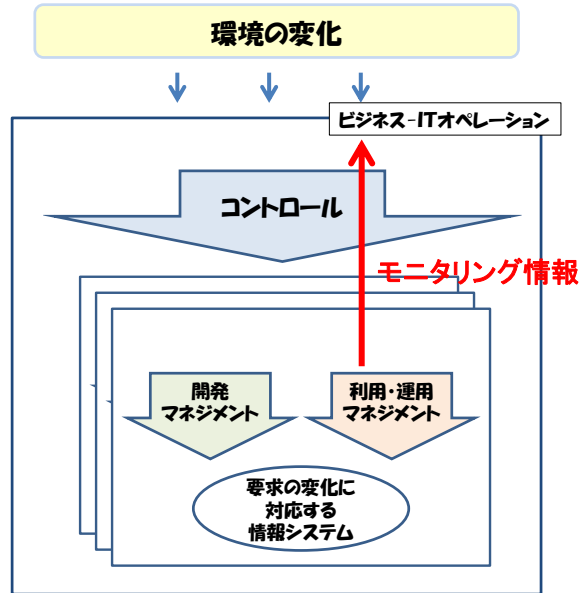 環境の変化
ビジネス-ITオペレーション
コントロール
モニタリング情報
開発
マネジメント
利用・運用
マネジメント
要求の変化に
対応する
情報システム